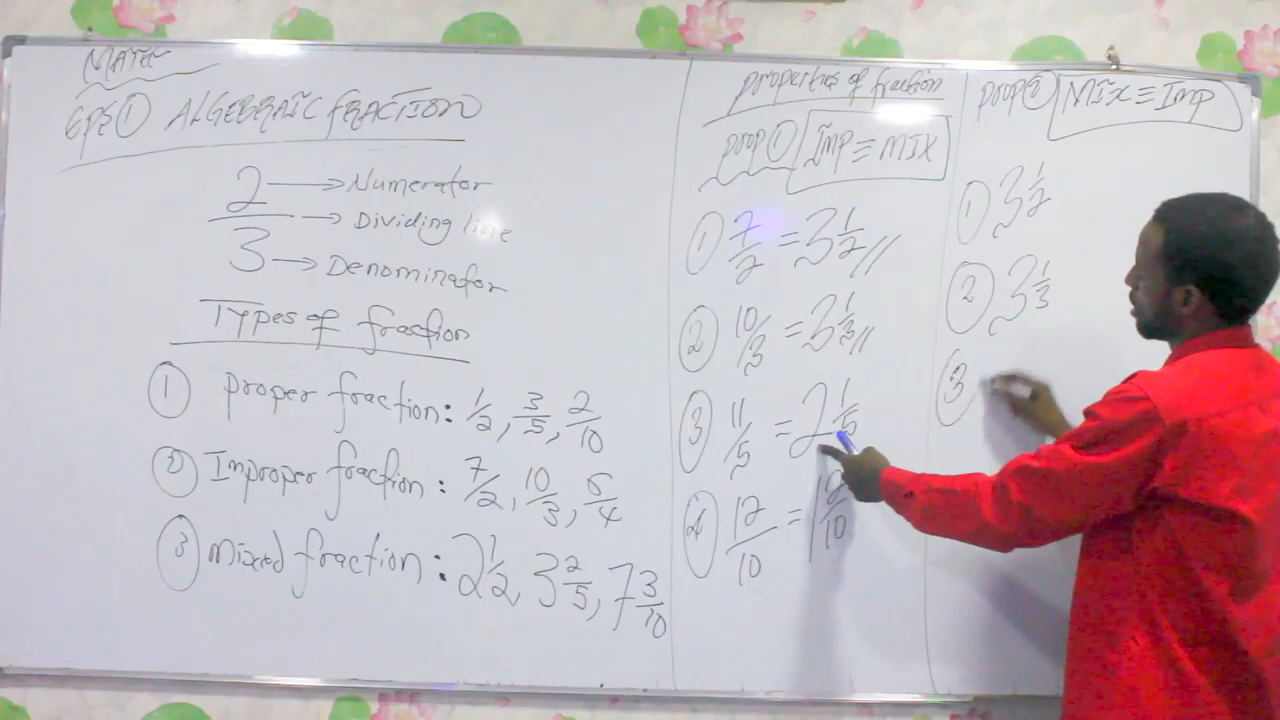 MATH
EPS① ALGEBRAIC FRACTION
2 → Numerator
— → Dividing line
3 → Denominator
Types of fraction
① proper fraction: 1/2, 3/5, 2/10
② Improper fraction: 7/2, 10/3, 5/4
③ Mixed fraction: 2 1/2, 3 2/5, 7 3/10
properties of fraction
prop① IMP ≡ MIX
① 7/2 = 3 1/2 //
② 10/3 = 3 1/3 //
③ 11/5 = 2 1/5
④ 12/10 = 1 2/10
prop② MIX ≡ Imp
① 3 1/2
② 3 1/3
③